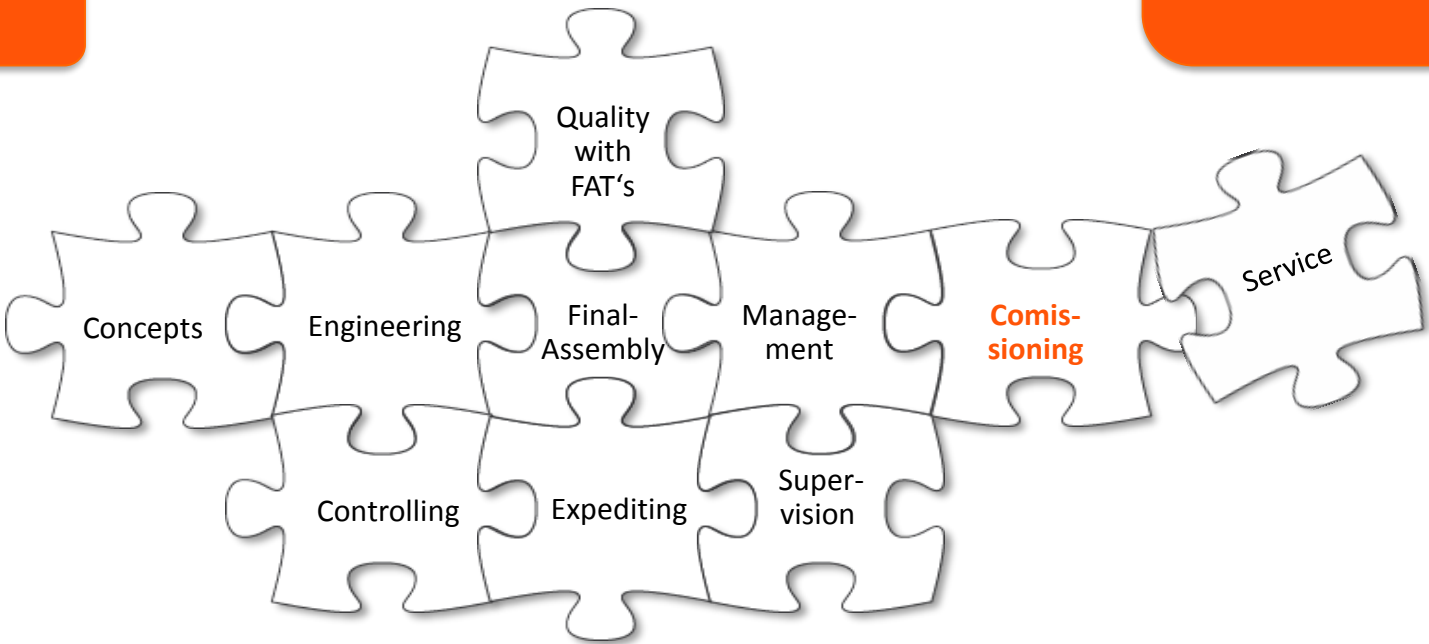 Quality
with
FAT‘s
Concepts
Engineering
Final-
Assembly
Manage-
ment
Comis-
sioning
Service
Controlling
Expediting
Super-
vision